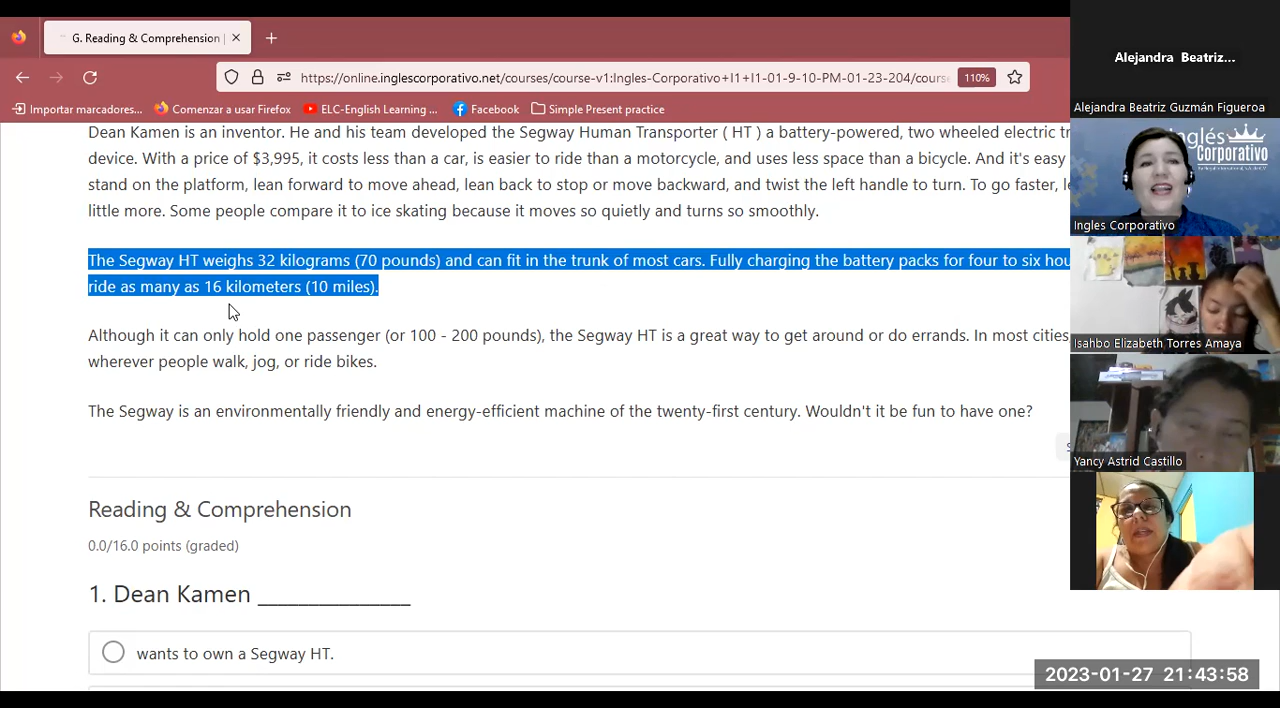 G. Reading & Comprehension |
Alejandra Beatriz...
https://online.inglescorporativo.net/courses/course-v1:Ingles-Corporativo+I1+I1-01-9-10-PM-01-23-204/course
110%
Importar marcadores...
Comenzar a usar Firefox
ELC-English Learning ...
Facebook
Simple Present practice
Alejandra Beatriz Guzmán Figueroa
Dean Kamen is an inventor. He and his team developed the Segway Human Transporter ( HT ) a battery-powered, two wheeled electric
device. With a price of $3,995, it costs less than a car, is easier to ride than a motorcycle, and uses less space than a bicycle. And it's easy
stand on the platform, lean forward to move ahead, lean back to stop or move backward, and twist the left handle to turn. To go faster,
little more. Some people compare it to ice skating because it moves so quietly and turns so smoothly.
inglés
Corporativo
Ingles Corporativo
The Segway HT weighs 32 kilograms (70 pounds) and can fit in the trunk of most cars. Fully charging the battery packs for four to six
ride as many as 16 kilometers (10 miles).
Although it can only hold one passenger (or 100 - 200 pounds), the Segway HT is a great way to get around or do errands. In most cities
wherever people walk, jog, or ride bikes.
Isahbo Elizabeth Torres Amaya
The Segway is an environmentally friendly and energy-efficient machine of the twenty-first century. Wouldn't it be fun to have one?
Yancy Astrid Castillo
Reading & Comprehension
0.0/16.0 points (graded)
1. Dean Kamen _______________
wants to own a Segway HT.
2023-01-27 21:43:58